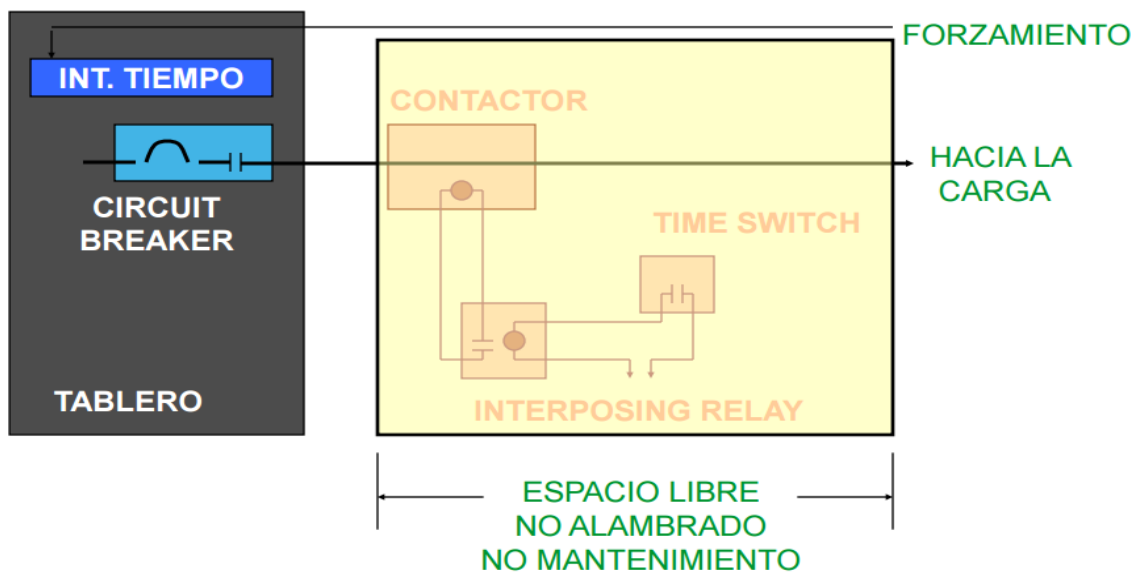 FORZAMIENTO
INT. TIEMPO
CONTACTOR
HACIA LA
CARGA
CIRCUIT
BREAKER
TIME SWITCH
TABLERO
INTERPOSING RELAY
ESPACIO LIBRE
NO ALAMBRADO
NO MANTENIMIENTO